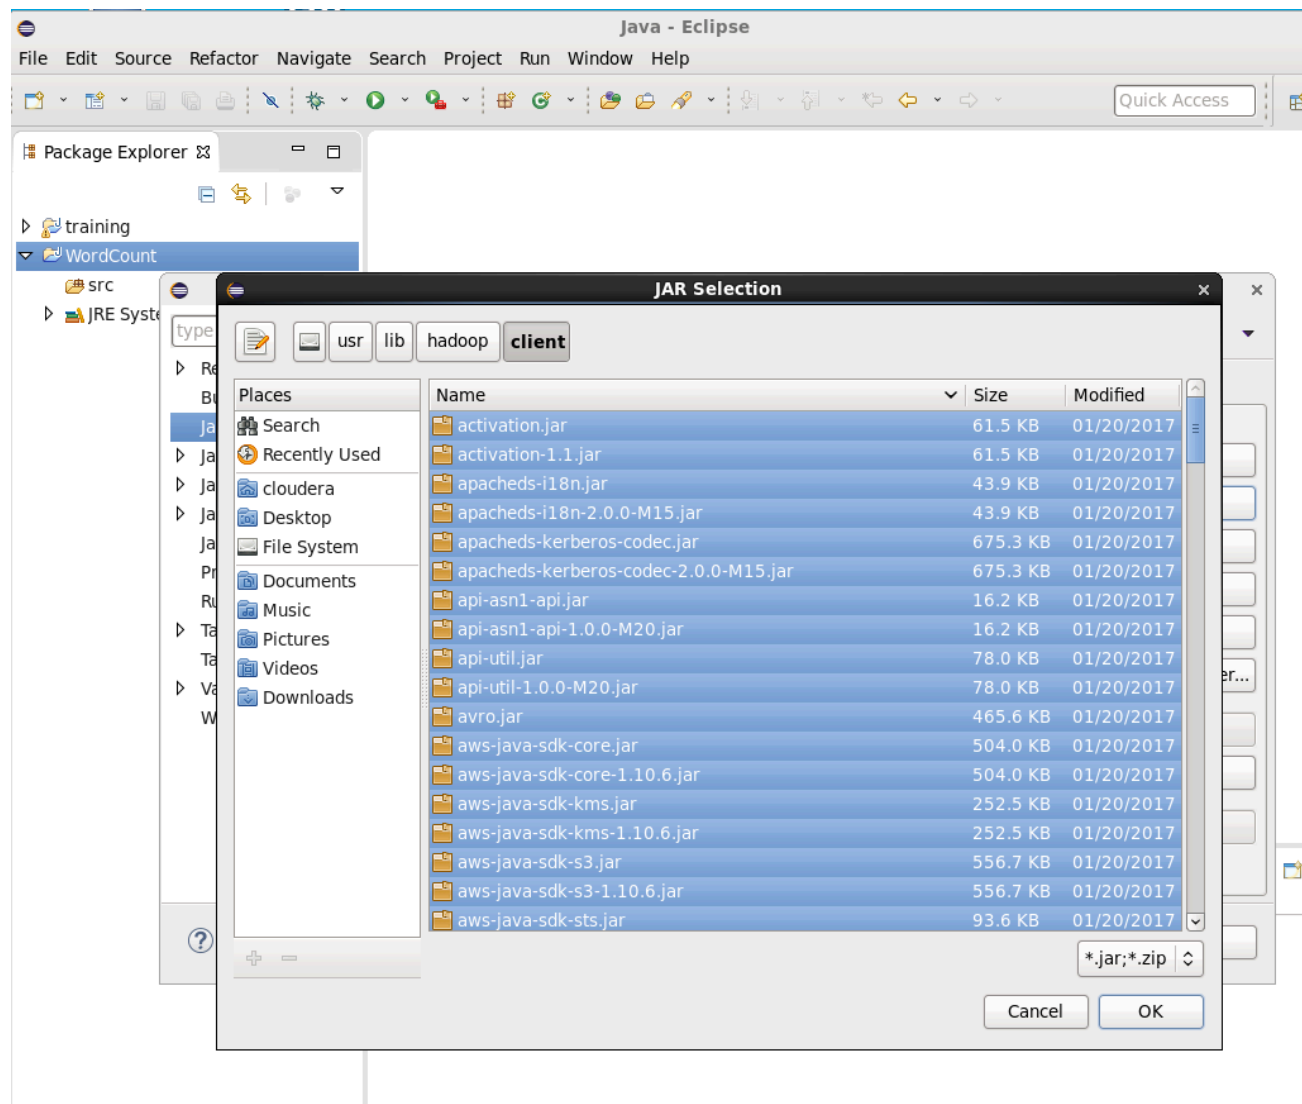 Java - Eclipse
File Edit Source Refactor Navigate Search Project Run Window Help
Quick Access
Package Explorer
training
WordCount
src
JRE Syste
JAR Selection
type
usr lib hadoop client
Places
Name Size Modified
Search
Recently Used
cloudera
Desktop
File System
Documents
Music
Pictures
Videos
Downloads
activation.jar 61.5 KB 01/20/2017
activation-1.1.jar 61.5 KB 01/20/2017
apacheds-i18n.jar 43.9 KB 01/20/2017
apacheds-i18n-2.0.0-M15.jar 43.9 KB 01/20/2017
apacheds-kerberos-codec.jar 675.3 KB 01/20/2017
apacheds-kerberos-codec-2.0.0-M15.jar 675.3 KB 01/20/2017
api-asn1-api.jar 16.2 KB 01/20/2017
api-asn1-api-1.0.0-M20.jar 16.2 KB 01/20/2017
api-util.jar 78.0 KB 01/20/2017
api-util-1.0.0-M20.jar 78.0 KB 01/20/2017
avro.jar 465.6 KB 01/20/2017
aws-java-sdk-core.jar 504.0 KB 01/20/2017
aws-java-sdk-core-1.10.6.jar 504.0 KB 01/20/2017
aws-java-sdk-kms.jar 252.5 KB 01/20/2017
aws-java-sdk-kms-1.10.6.jar 252.5 KB 01/20/2017
aws-java-sdk-s3.jar 556.7 KB 01/20/2017
aws-java-sdk-s3-1.10.6.jar 556.7 KB 01/20/2017
aws-java-sdk-sts.jar 93.6 KB 01/20/2017
er...
*.jar;*.zip
Cancel OK